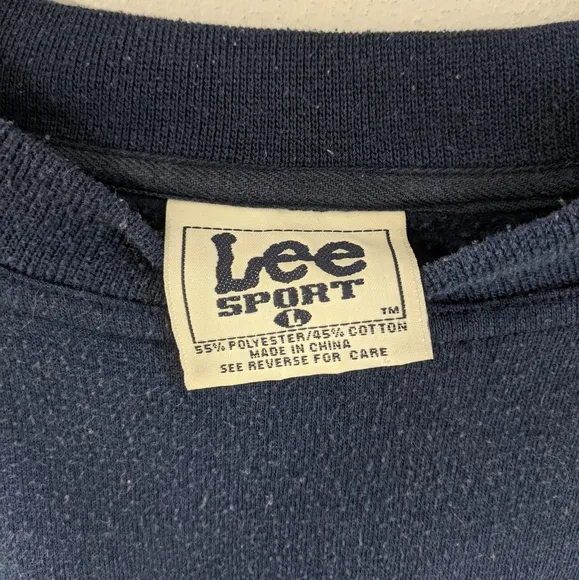 Lee
SPORT
L
TM
55% POLYESTER/45% COTTON
MADE IN CHINA
SEE REVERSE FOR CARE